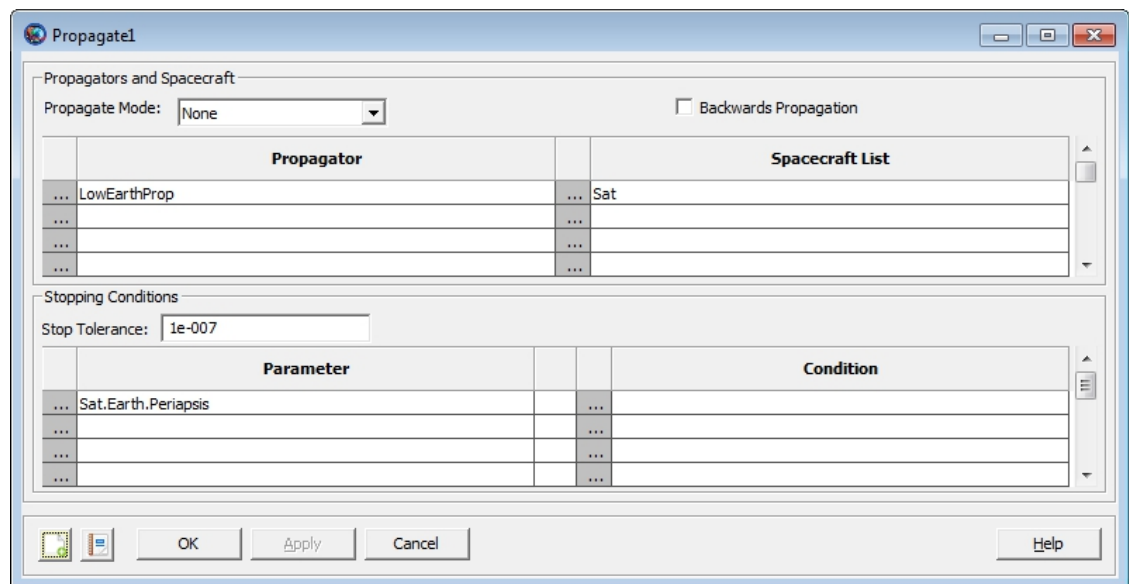 Propagate1
Propagators and Spacecraft
Propagate Mode: None Backwards Propagation
Propagator Spacecraft List
... LowEarthProp ... Sat
... ...
... ...
... ...
Stopping Conditions
Stop Tolerance: 1e-007
Parameter Condition
... Sat.Earth.Periapsis ...
... ...
... ...
... ...
OK Apply Cancel Help